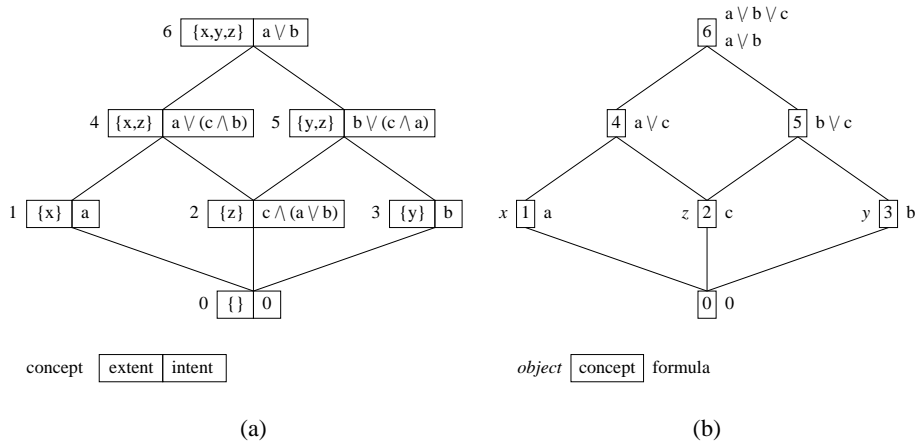 6 {x,y,z} a \/ b
4 {x,z} a \/ (c /\ b)
5 {y,z} b \/ (c /\ a)
1 {x} a
2 {z} c /\ (a \/ b)
3 {y} b
0 {} 0
concept extent intent
(a)
a \/ b \/ c
6
a \/ b
4 a \/ c
5 b \/ c
x 1 a
z 2 c
y 3 b
0 0
object concept formula
(b)